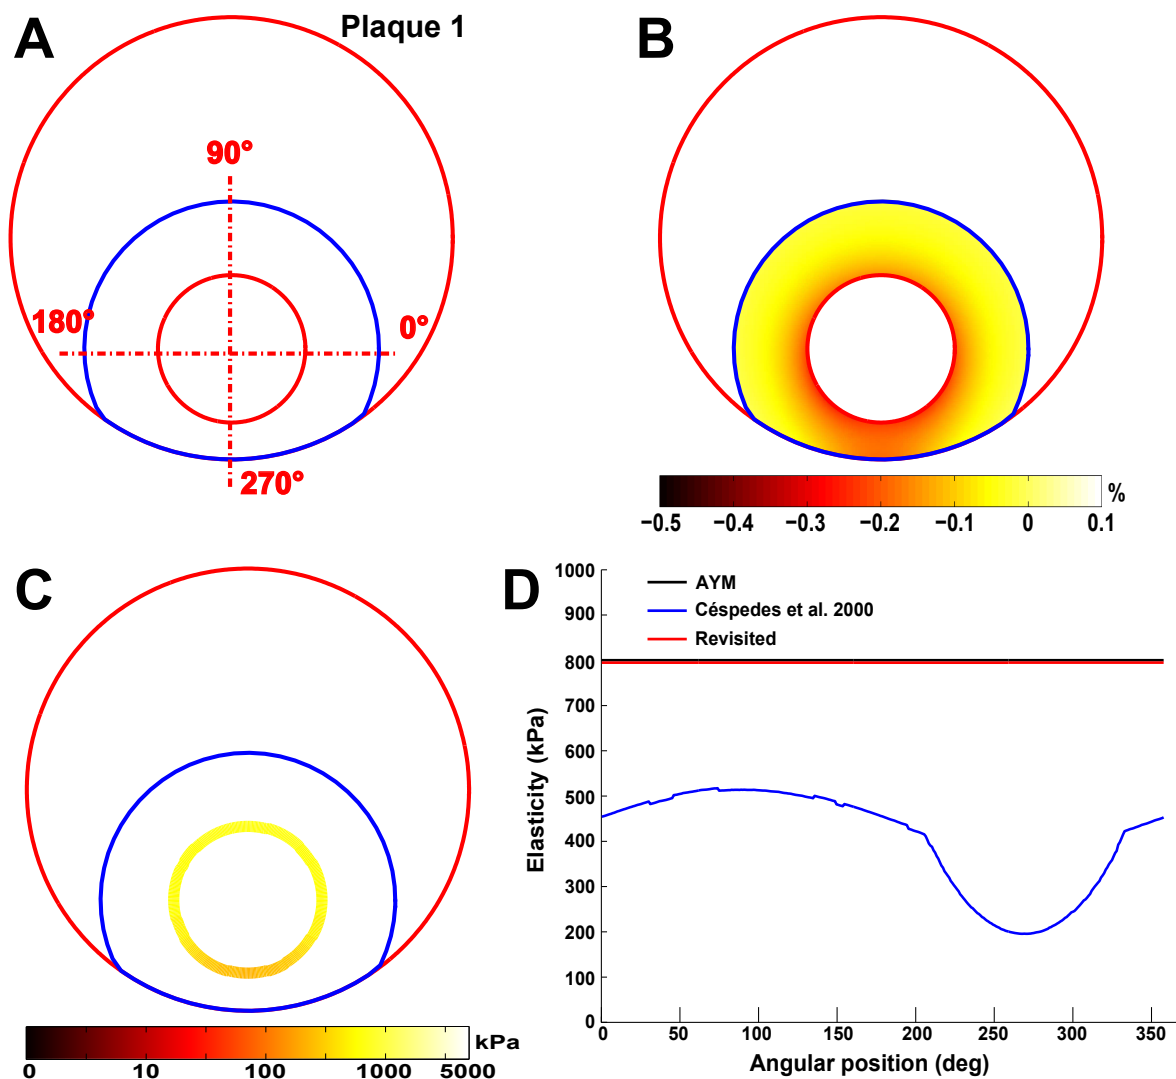 A
Plaque 1
90°
180°
0°
270°
B
−0.5 −0.4 −0.3 −0.2 −0.1 0 0.1
%
C
0 10 100 1000 5000
kPa
D
AYM
Céspedes et al. 2000
Revisited
1000
900
800
700
600
500
400
300
200
100
0
Elasticity (kPa)
0 50 100 150 200 250 300 350
Angular position (deg)